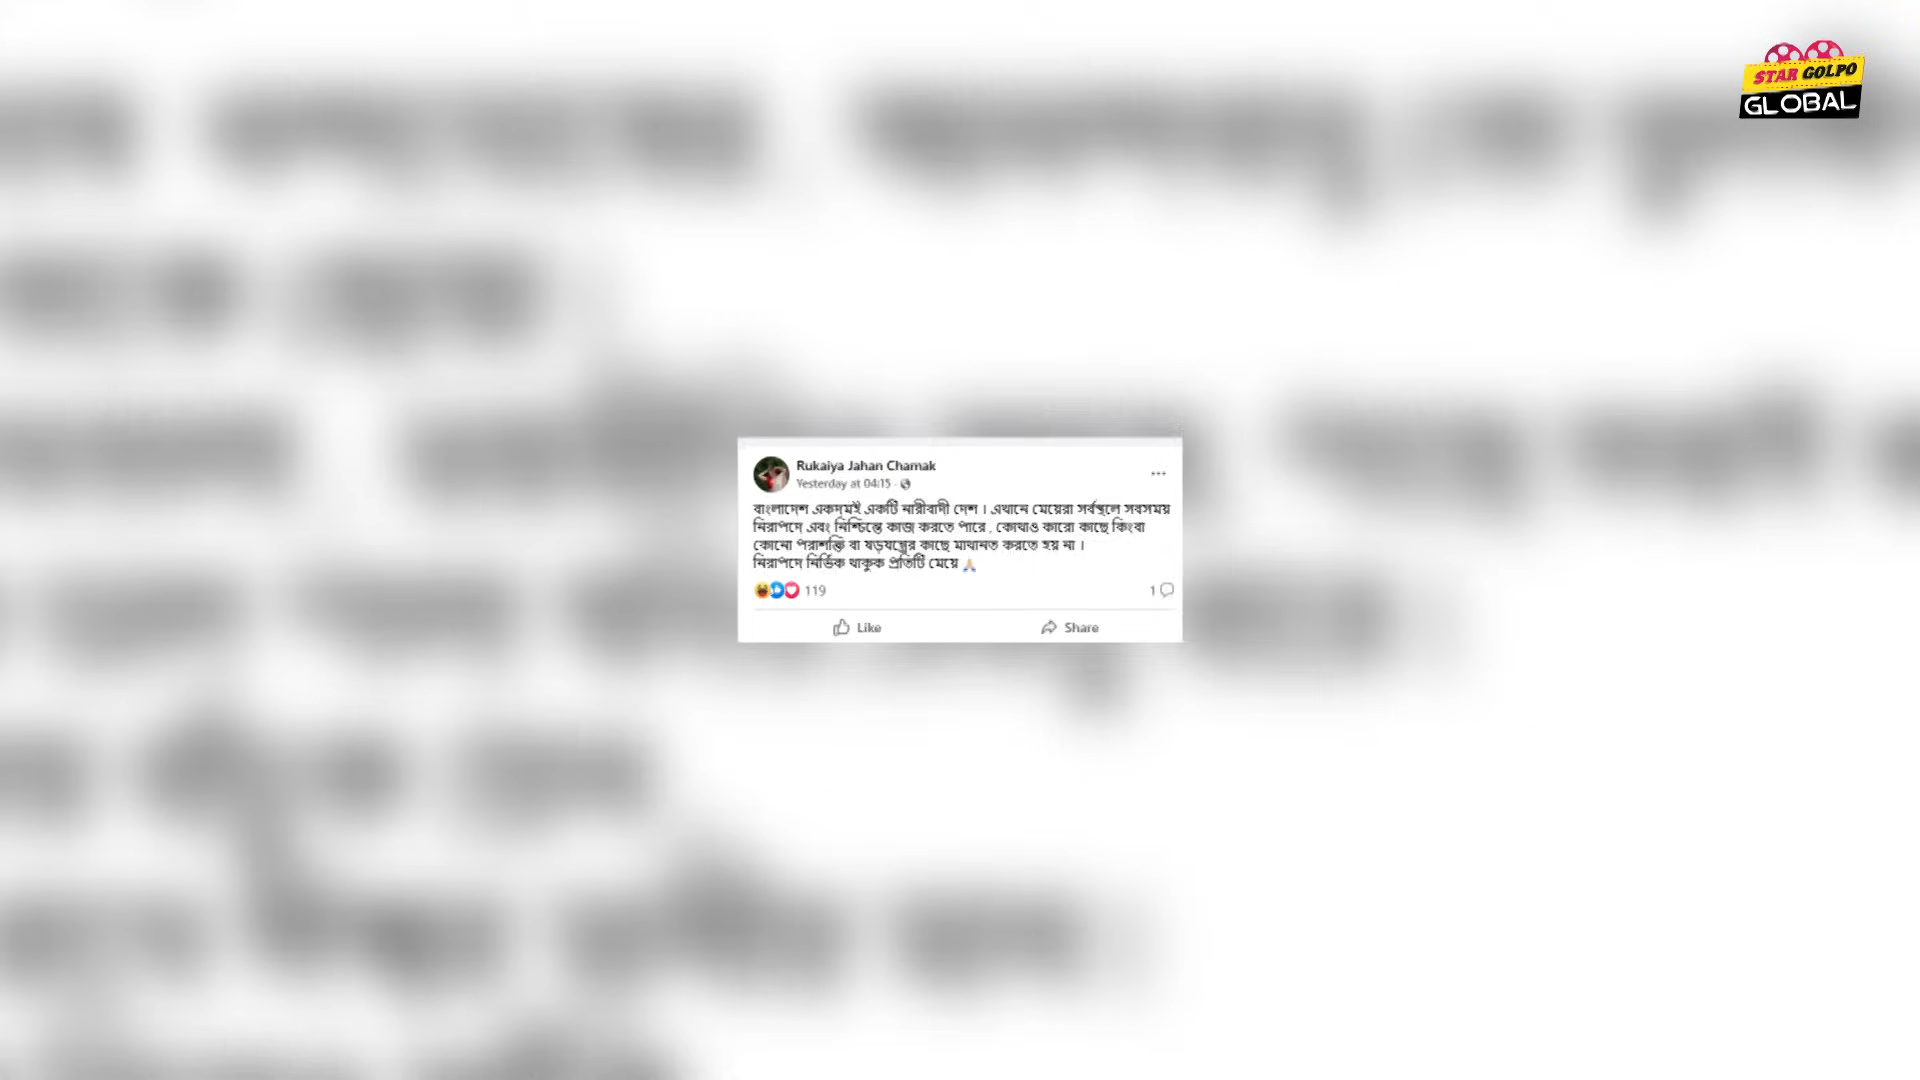 STAR GOLPO
GLOBAL
Rukaiya Jahan Chamak
Yesterday at 04:15
বাংলাদেশ একদমই একটি নারীবাদী দেশ । এখানে মেয়েরা সর্বস্থলে সবসময়
নিরাপদে এবং নিশ্চিন্তে কাজ করতে পারে , কোথাও কারো কাছে কিংবা
কোনো পরাশক্তি বা ষড়যন্ত্রের কাছে মাথানত করতে হয় না ।
নিরাপদে নির্ভিক থাকুক প্রতিটি মেয়ে 🙏🏻
119
1
Like
Share